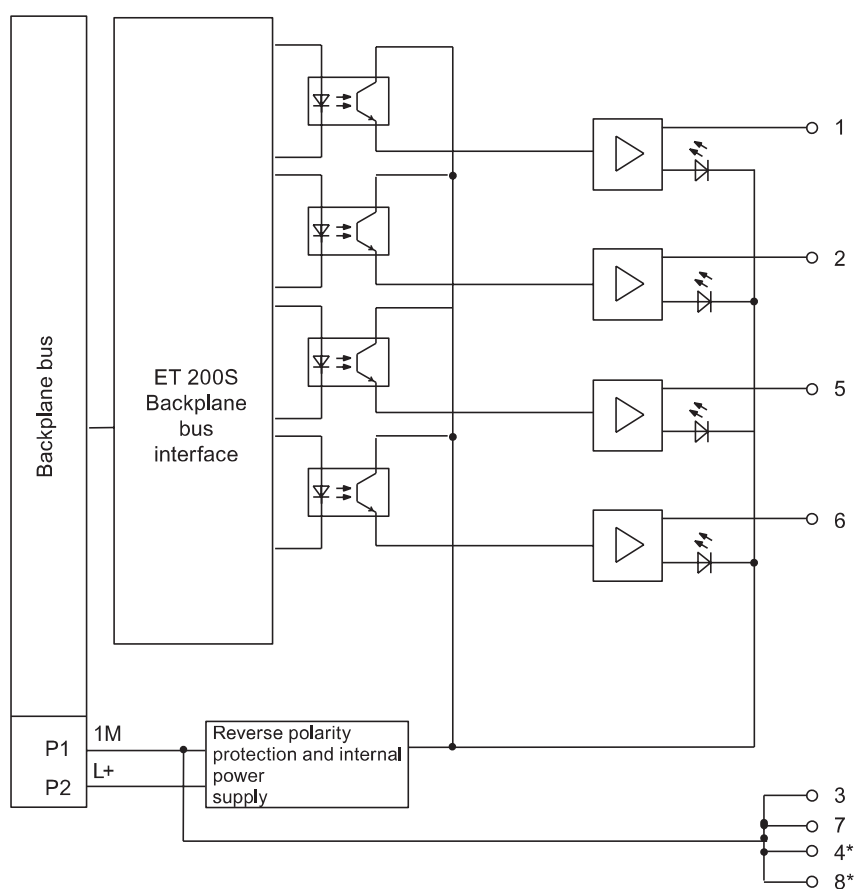 Backplane bus
ET 200S
Backplane
bus
interface
1
2
5
6
P1
1M
P2
L+
Reverse polarity
protection and internal
power
supply
3
7
4*
8*